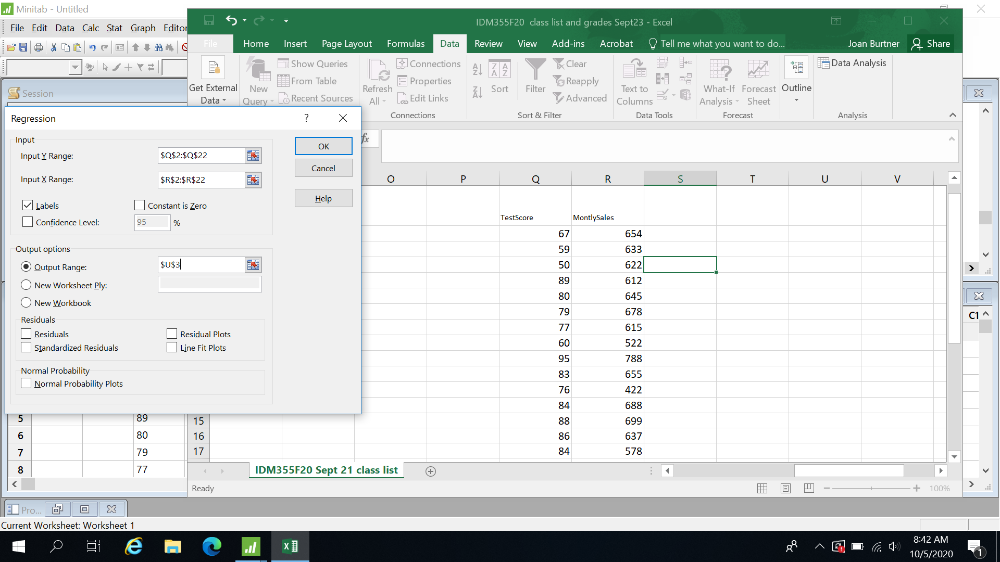 Minitab - Untitled
File Edit Data Calc Stat Graph Editor
Session
IDM355F20 class list and grades Sept23 - Excel
File Home Insert Page Layout Formulas Data Review View Add-ins Acrobat Tell me what you want to do... Joan Burtner Share
Get External Data
New Query
Show Queries
From Table
Recent Sources
Refresh All
Connections
Properties
Edit Links
Connections
Sort
Filter
Clear
Reapply
Advanced
Sort & Filter
Text to Columns
Data Tools
What-If Analysis
Forecast Sheet
Forecast
Outline
Data Analysis
Analysis
Regression ?
Input
Input Y Range: $Q$2:$Q$22
Input X Range: $R$2:$R$22
Labels Constant is Zero
Confidence Level: 95 %
OK
Cancel
Help
Output options
Output Range: $U$3
New Worksheet Ply:
New Workbook
Residuals
Residuals Residual Plots
Standardized Residuals Line Fit Plots
Normal Probability
Normal Probability Plots
fx
O P Q R S T U V
TestScore MontlySales
67 654
59 633
50 622
89 612
80 645
79 678
77 615
60 522
95 788
83 655
76 422
84 688
15 88 699
16 86 637
17 84 578
5 89
6 80
7 79
8 77
C1
IDM355F20 Sept 21 class list
Ready 100%
Pro...
Current Worksheet: Worksheet 1
8:42 AM
10/5/2020
1